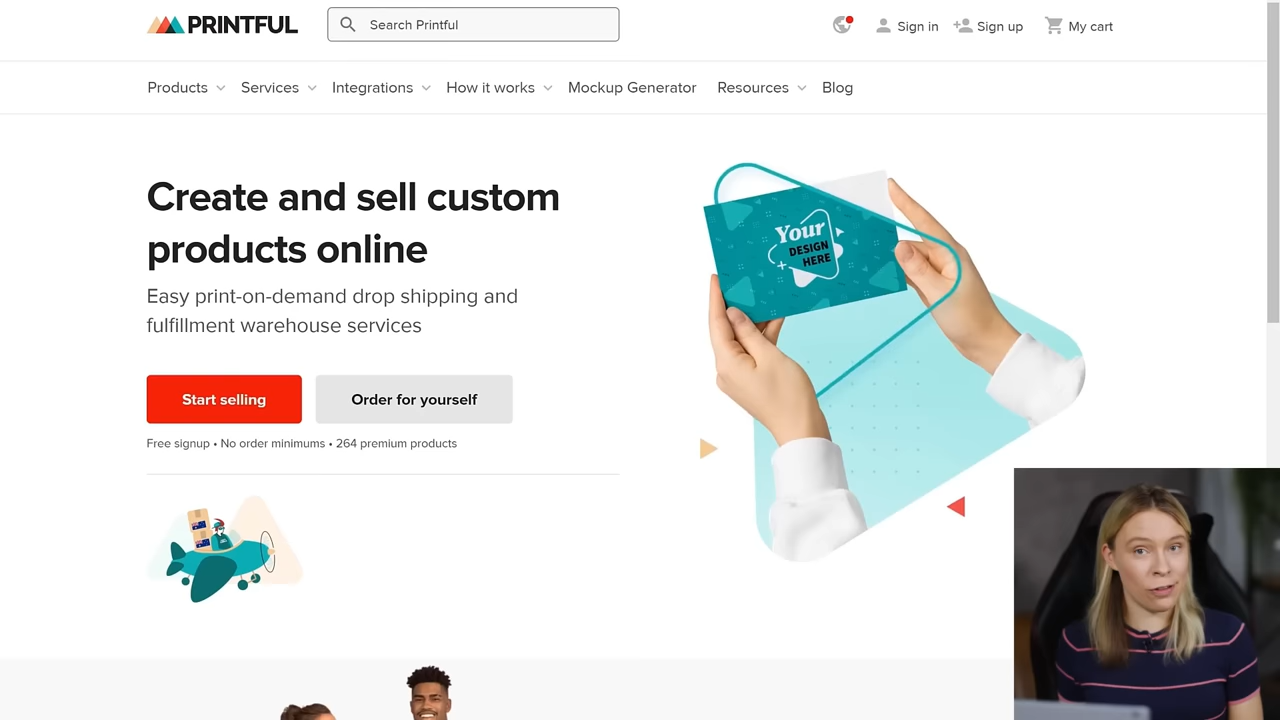 PRINTFUL
Search Printful
Sign in
Sign up
My cart
Products
Services
Integrations
How it works
Mockup Generator
Resources
Blog
Create and sell custom
products online
Easy print-on-demand drop shipping and
fulfillment warehouse services
Start selling
Order for yourself
Free signup • No order minimums • 264 premium products
Your
DESIGN
HERE